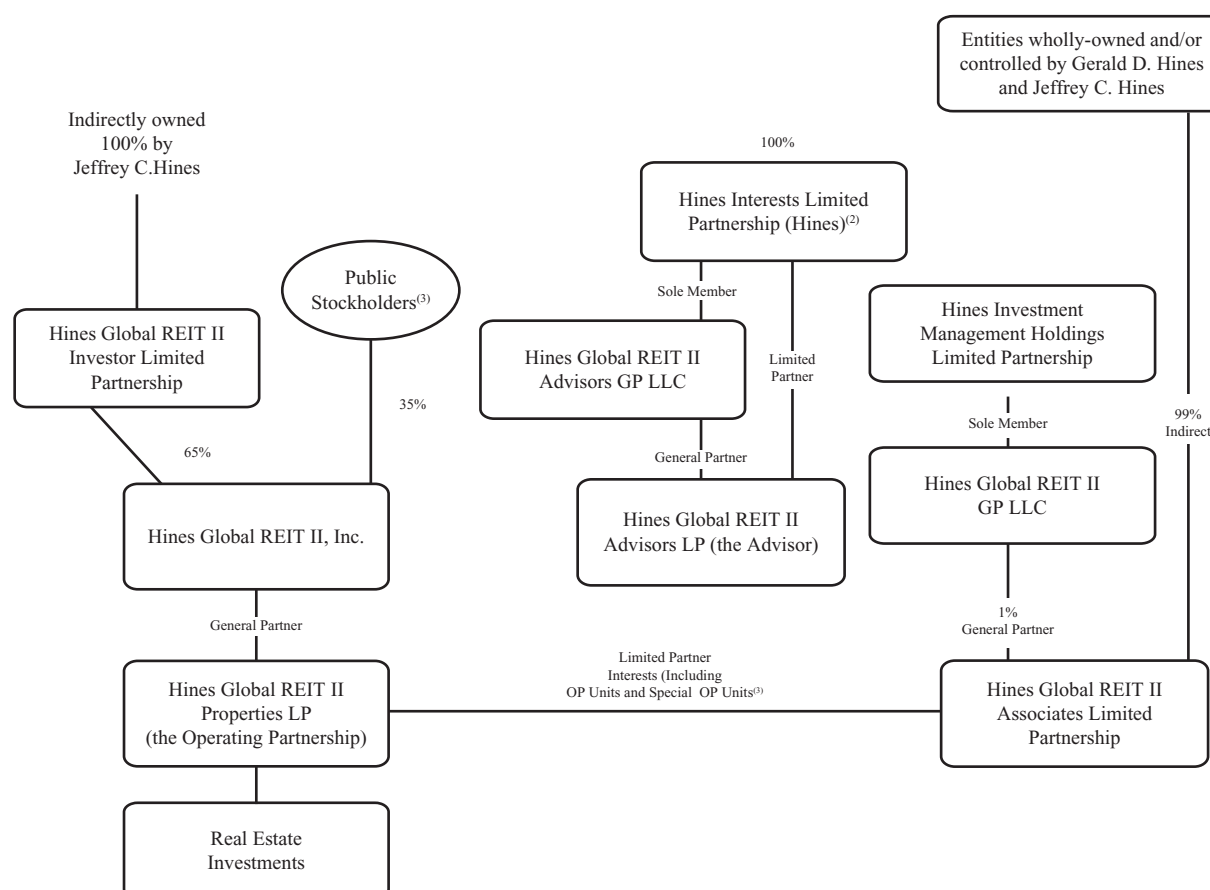 Entities wholly-owned and/or
controlled by Gerald D. Hines
and Jeffrey C. Hines
Indirectly owned
100% by
Jeffrey C.Hines
100%
Hines Interests Limited
Partnership (Hines)(2)
Public
Stockholders(3)
Sole Member
Hines Global REIT II
Investor Limited
Partnership
Hines Global REIT II
Advisors GP LLC
Limited
Partner
Hines Investment
Management Holdings
Limited Partnership
35%
65%
99%
Indirect
Sole Member
General Partner
Hines Global REIT II, Inc.
Hines Global REIT II
Advisors LP (the Advisor)
Hines Global REIT II
GP LLC
General Partner
1%
General Partner
Limited Partner
Interests (Including
OP Units and Special OP Units(3)
Hines Global REIT II
Properties LP
(the Operating Partnership)
Hines Global REIT II
Associates Limited
Partnership
Real Estate
Investments